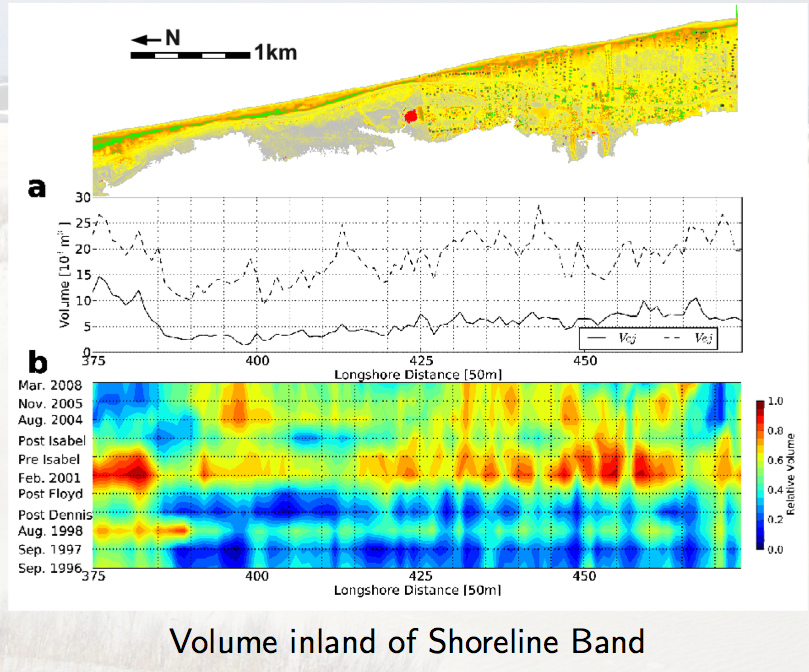 N
1km
a
Volume [10³ m³]
30
25
20
15
10
5
0
375 400 425 450
Longshore Distance [50m]
b
Mar. 2008
Nov. 2005
Aug. 2004
Post Isabel
Pre Isabel
Feb. 2001
Post Floyd
Post Dennis
Aug. 1998
Sep. 1997
Sep. 1996
375 400 425 450
Longshore Distance [50m]
1.0
0.8
0.6
0.4
0.2
0.0
Relative Volume
Volume inland of Shoreline Band